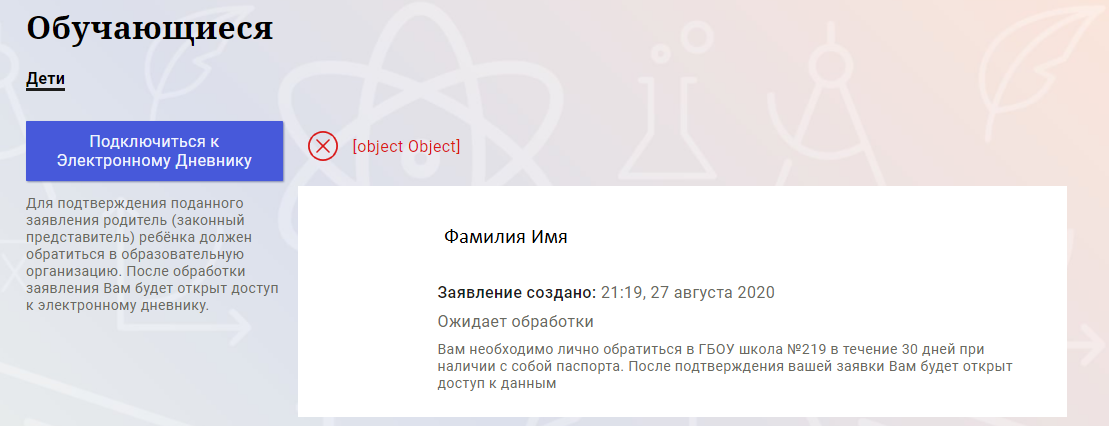 Обучающиеся
Дети
Подключиться к
Электронному Дневнику
Для подтверждения поданного
заявления родитель (законный
представитель) ребёнка должен
обратиться в образовательную
организацию. После обработки
заявления Вам будет открыт доступ
к электронному дневнику.
[object Object]
Фамилия Имя
Заявление создано: 21:19, 27 августа 2020
Ожидает обработки
Вам необходимо лично обратиться в ГБОУ школа №219 в течение 30 дней при
наличии с собой паспорта. После подтверждения вашей заявки Вам будет открыт
доступ к данным